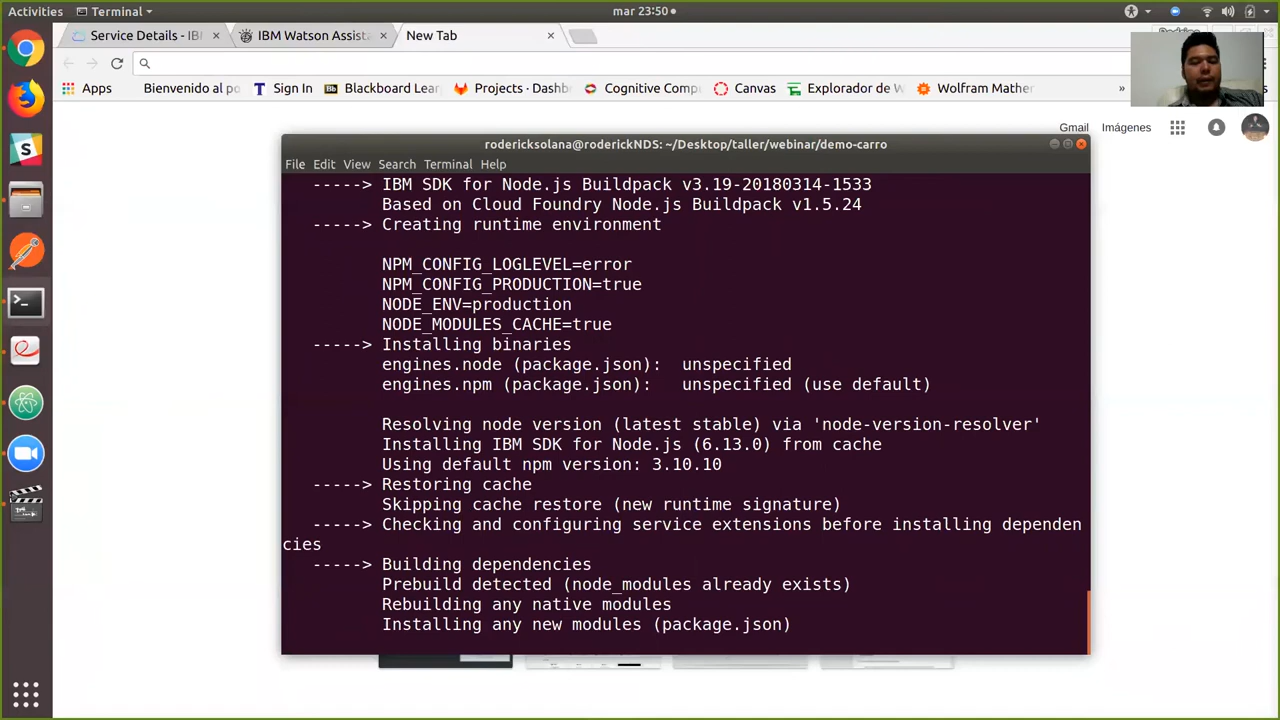 Activities
Terminal
mar 23:50
Service Details - IBM
IBM Watson Assist
New Tab
Apps
Bienvenido al po
Sign In
Blackboard Lear
Projects · Dashb
Cognitive Comp
Canvas
Explorador de W
Wolfram Mather
»
Gmail
Imágenes
rodericksolana@roderickNDS: ~/Desktop/taller/webinar/demo-carro
File Edit View Search Terminal Help
-----> IBM SDK for Node.js Buildpack v3.19-20180314-1533
Based on Cloud Foundry Node.js Buildpack v1.5.24
-----> Creating runtime environment
NPM_CONFIG_LOGLEVEL=error
NPM_CONFIG_PRODUCTION=true
NODE_ENV=production
NODE_MODULES_CACHE=true
-----> Installing binaries
engines.node (package.json): unspecified
engines.npm (package.json): unspecified (use default)
Resolving node version (latest stable) via 'node-version-resolver'
Installing IBM SDK for Node.js (6.13.0) from cache
Using default npm version: 3.10.10
-----> Restoring cache
Skipping cache restore (new runtime signature)
-----> Checking and configuring service extensions before installing dependen
cies
-----> Building dependencies
Prebuild detected (node_modules already exists)
Rebuilding any native modules
Installing any new modules (package.json)